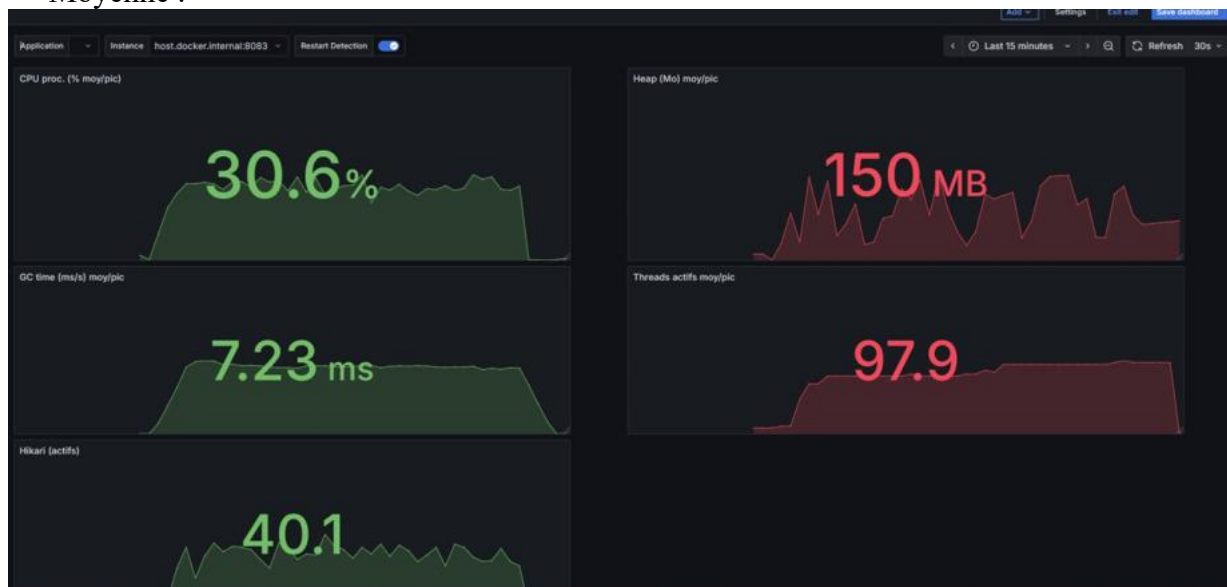 Moyenne :
Add Settings Exit edit Save dashboard
Application Instance host.docker.internal:8083 Restart Detection Last 15 minutes Refresh 30s
CPU proc. (% moy/pic) Heap (Mo) moy/pic
30.6% 150 MB
GC time (ms/s) moy/pic Threads actifs moy/pic
7.23 ms 97.9
Hikari (actifs)
40.1